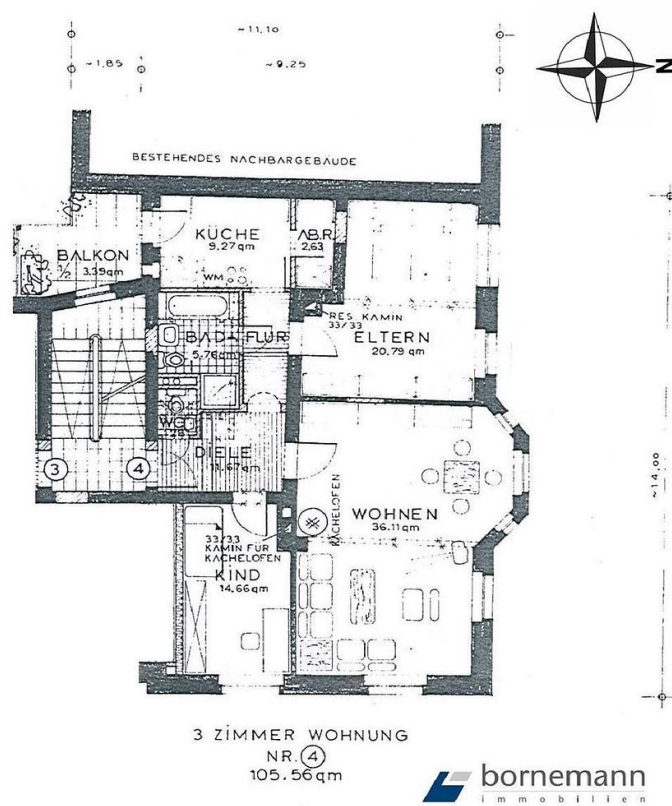 ~11.10
~1.85
~9.25
N
BESTEHENDES NACHBARGEBÄUDE
BALKON
1/2 3.39qm
KÜCHE
9.27qm
WM
ABR.
2.63
RES. KAMIN
33/33
ELTERN
20.79 qm
BAD-FLUR
5.76qm
WC
DIELE
11.67qm
3
4
WOHNEN
36.11qm
KACHELOFEN
33/33
KAMIN FÜR
KACHELOFEN
KIND
14.66qm
~14.00
3 ZIMMER WOHNUNG
NR. 4
105.56qm
bornemann
immobilien